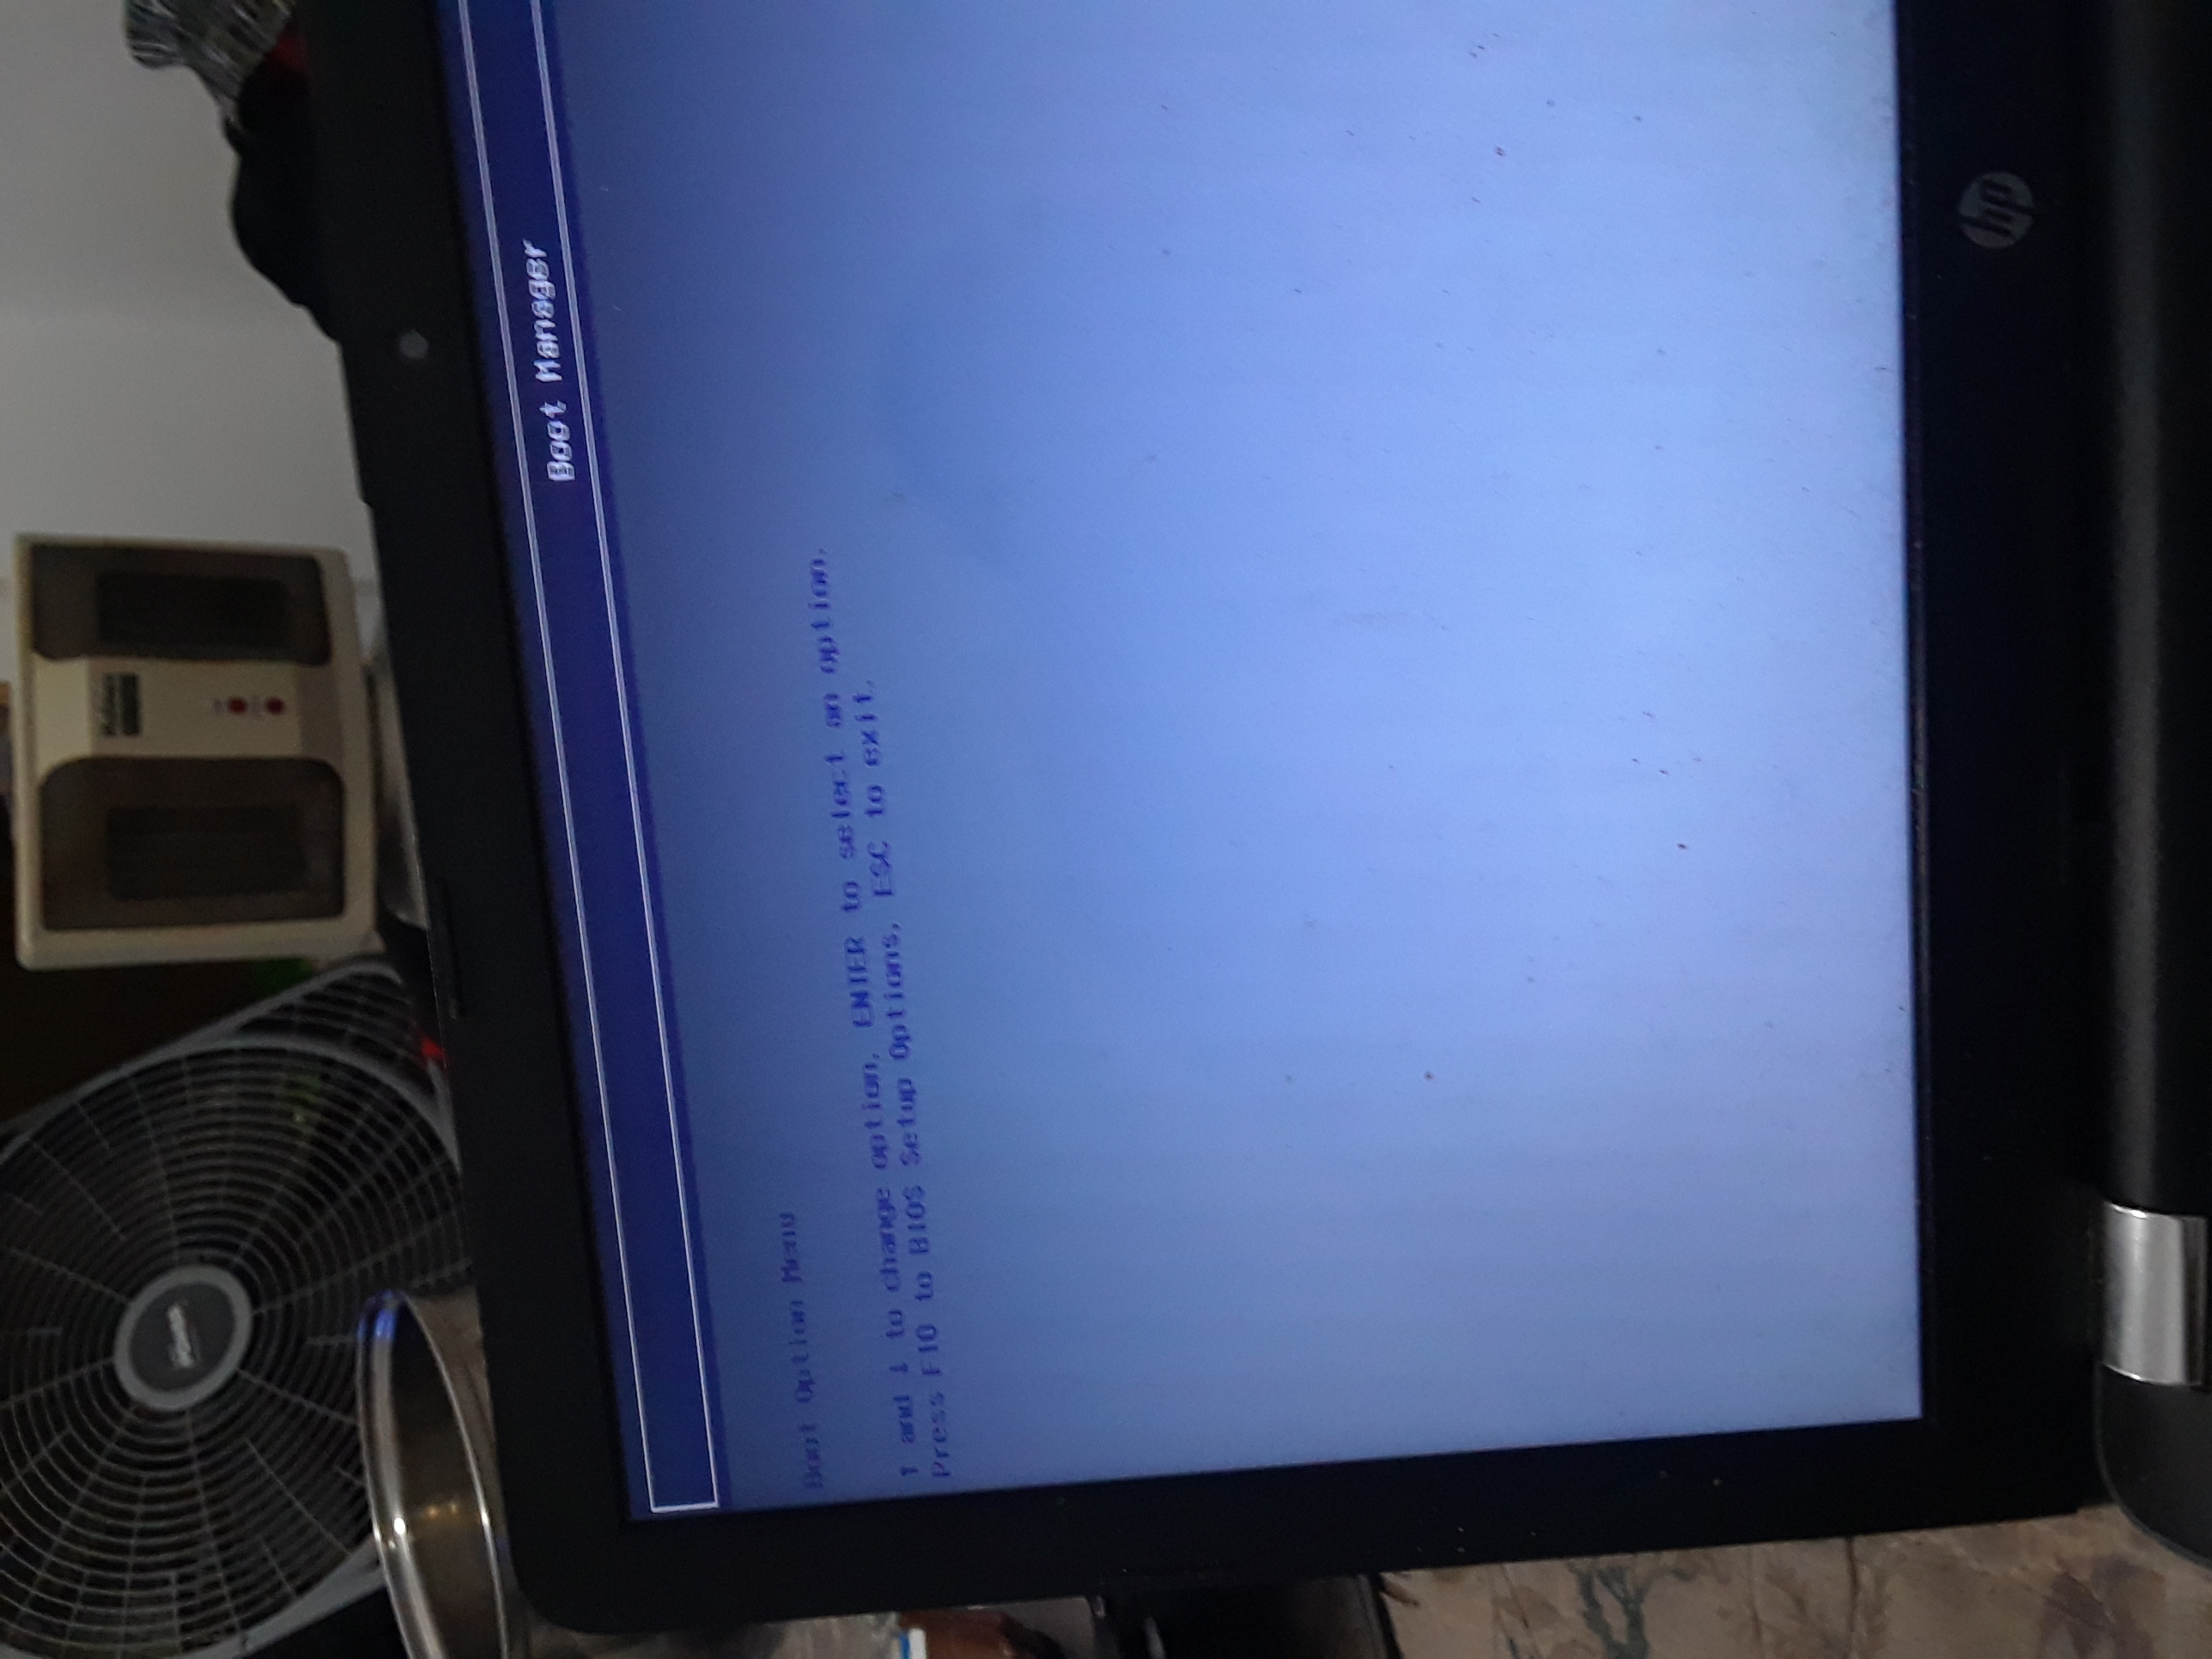 Boot Manager
Boot Option Menu
↑ and ↓ to change option, ENTER to select an option.
Press F10 to BIOS Setup Options, ESC to exit.
hp